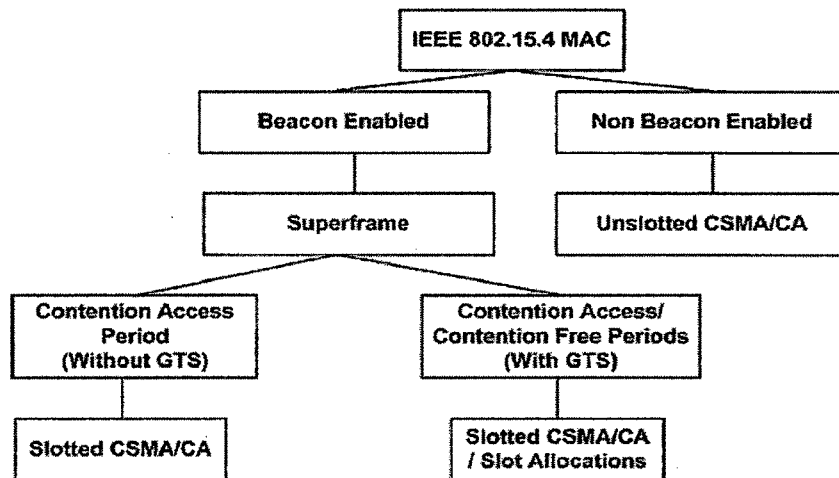 IEEE 802.15.4 MAC
Beacon Enabled
Non Beacon Enabled
Superframe
Unslotted CSMA/CA
Contention Access
Period
(Without GTS)
Contention Access/
Contention Free Periods
(With GTS)
Slotted CSMA/CA
Slotted CSMA/CA
/ Slot Allocations